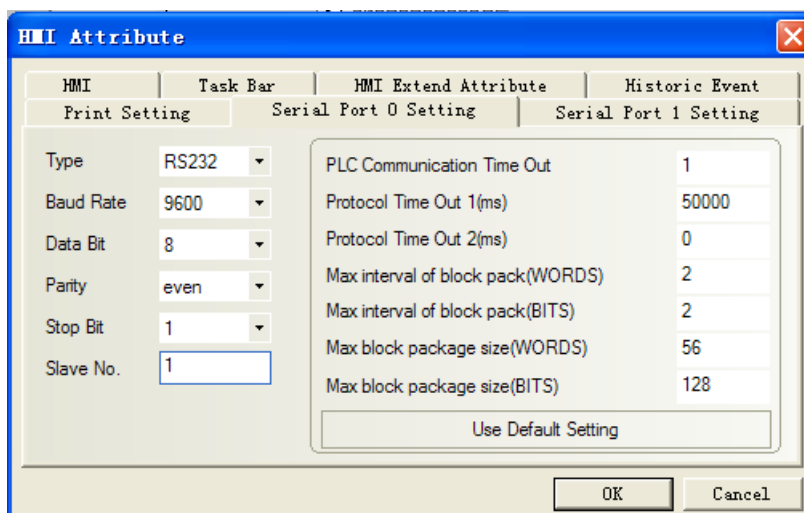 HMI Attribute
HMI Task Bar HMI Extend Attribute Historic Event
Print Setting Serial Port 0 Setting Serial Port 1 Setting
Type RS232
Baud Rate 9600
Data Bit 8
Parity even
Stop Bit 1
Slave No. 1
PLC Communication Time Out 1
Protocol Time Out 1(ms) 50000
Protocol Time Out 2(ms) 0
Max interval of block pack(WORDS) 2
Max interval of block pack(BITS) 2
Max block package size(WORDS) 56
Max block package size(BITS) 128
Use Default Setting
OK Cancel